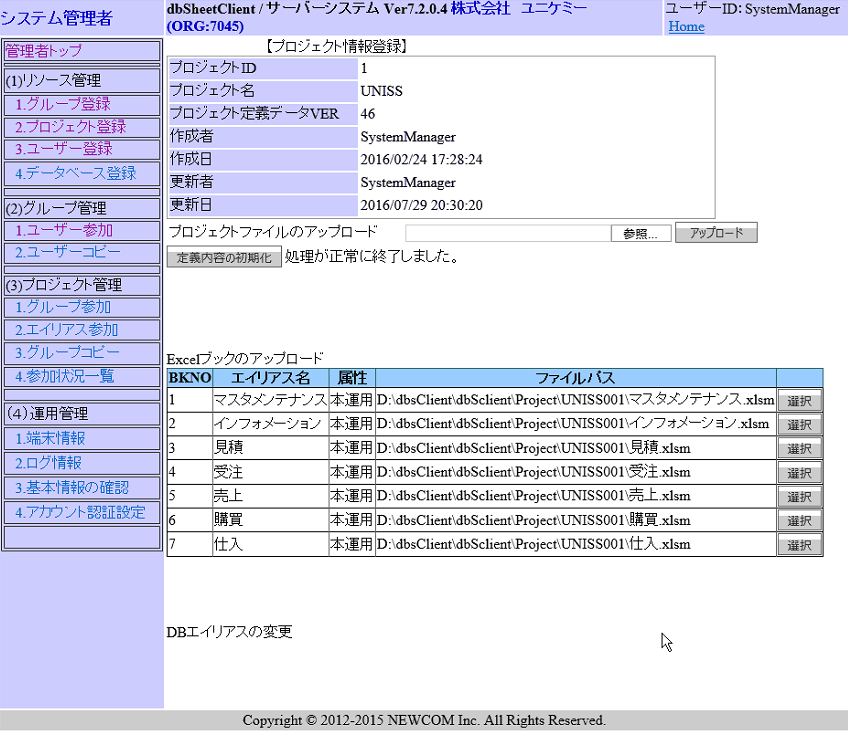 dbSheetClient / サーバーシステム Ver7.2.0.4 株式会社　ユニケミー
(ORG:7045)
ユーザーID：SystemManager
Home
システム管理者
管理者トップ
(1)リソース管理
1.グループ登録
2.プロジェクト登録
3.ユーザー登録
4.データベース登録
(2)グループ管理
1.ユーザー参加
2.ユーザーコピー
(3)プロジェクト管理
1.グループ参加
2.エイリアス参加
3.グループコピー
4.参加状況一覧
(4)運用管理
1.端末情報
2.ログ情報
3.基本情報の確認
4.アカウント認証設定
【プロジェクト情報登録】
プロジェクトID 1
プロジェクト名 UNISS
プロジェクト定義データVER 46
作成者 SystemManager
作成日 2016/02/24 17:28:24
更新者 SystemManager
更新日 2016/07/29 20:30:20
プロジェクトファイルのアップロード 参照... アップロード
定義内容の初期化 処理が正常に終了しました。
Excelブックのアップロード
BKNO エイリアス名 属性 ファイルパス
1 マスタメンテナンス 本運用 D:\dbsClient\dbSclient\Project\UNISS001\マスタメンテナンス.xlsm 選択
2 インフォメーション 本運用 D:\dbsClient\dbSclient\Project\UNISS001\インフォメーション.xlsm 選択
3 見積 本運用 D:\dbsClient\dbSclient\Project\UNISS001\見積.xlsm 選択
4 受注 本運用 D:\dbsClient\dbSclient\Project\UNISS001\受注.xlsm 選択
5 売上 本運用 D:\dbsClient\dbSclient\Project\UNISS001\売上.xlsm 選択
6 購買 本運用 D:\dbsClient\dbSclient\Project\UNISS001\購買.xlsm 選択
7 仕入 本運用 D:\dbsClient\dbSclient\Project\UNISS001\仕入.xlsm 選択
DBエイリアスの変更
Copyright © 2012-2015 NEWCOM Inc. All Rights Reserved.